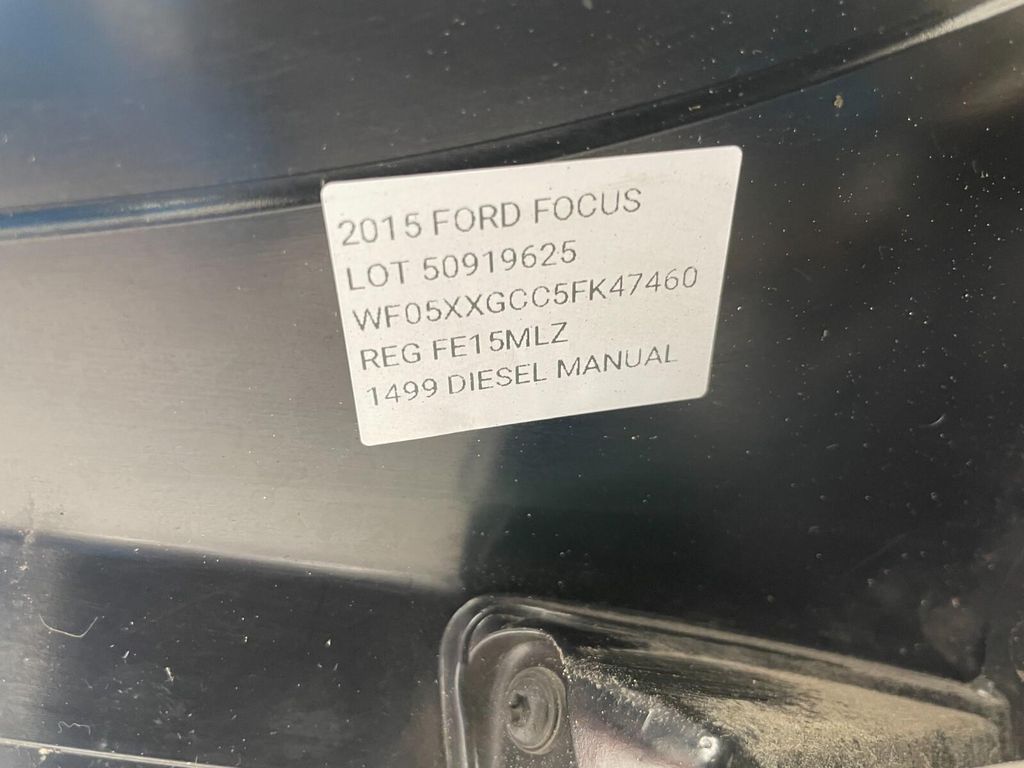 2015 FORD FOCUS
LOT 50919625
WF05XXGCC5FK47460
REG FE15MLZ
1499 DIESEL MANUAL